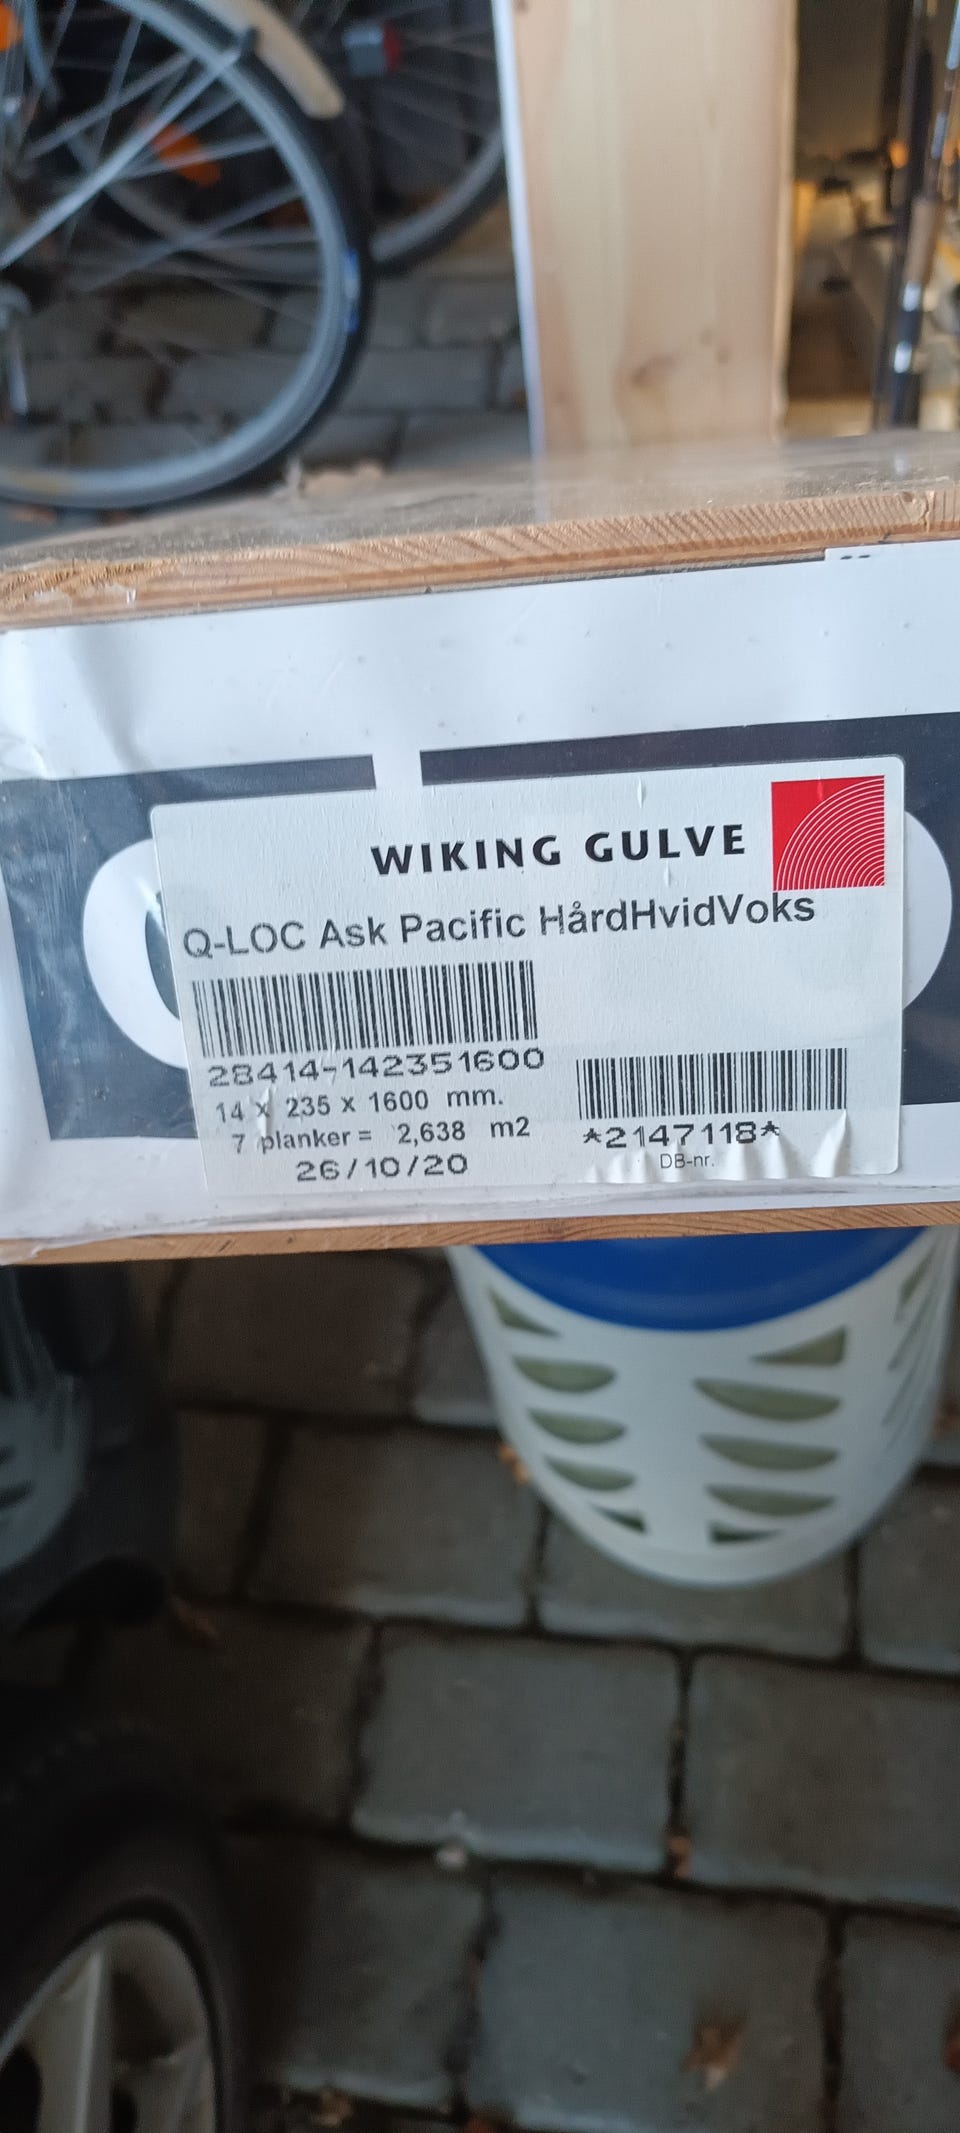 WIKING GULVE
Q-LOC Ask Pacific HårdHvidVoks
28414-142351600
14 x 235 x 1600 mm.
7 planker = 2,638 m2
26/10/20
*2147118*
DB-nr.